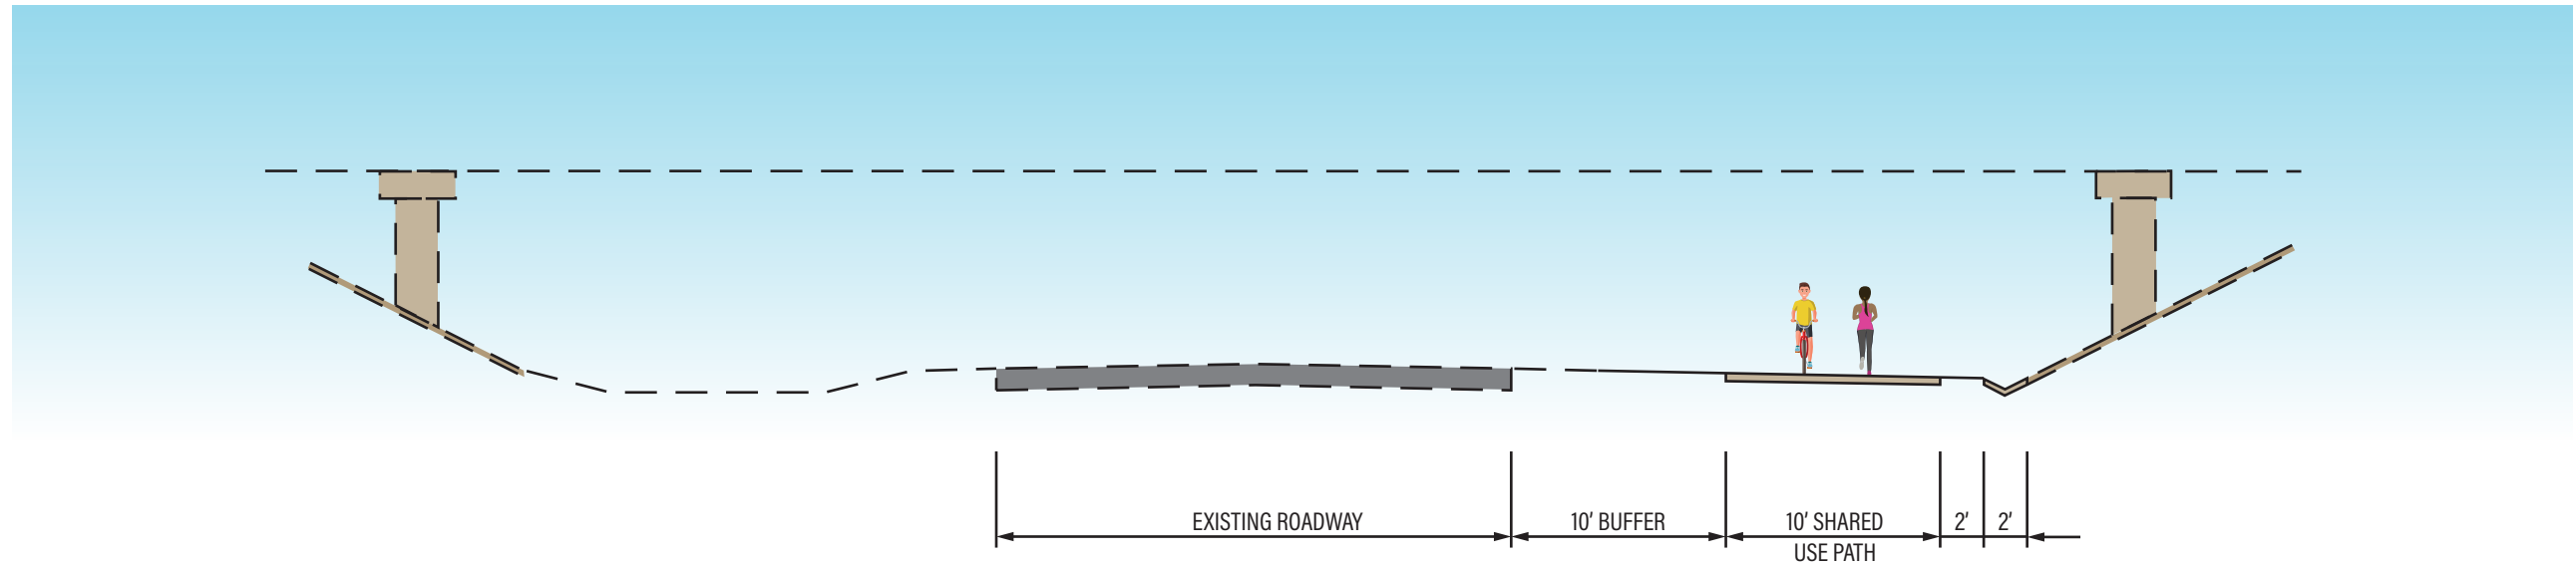 EXISTING ROADWAY
10' BUFFER
10' SHARED
USE PATH
2'
2'